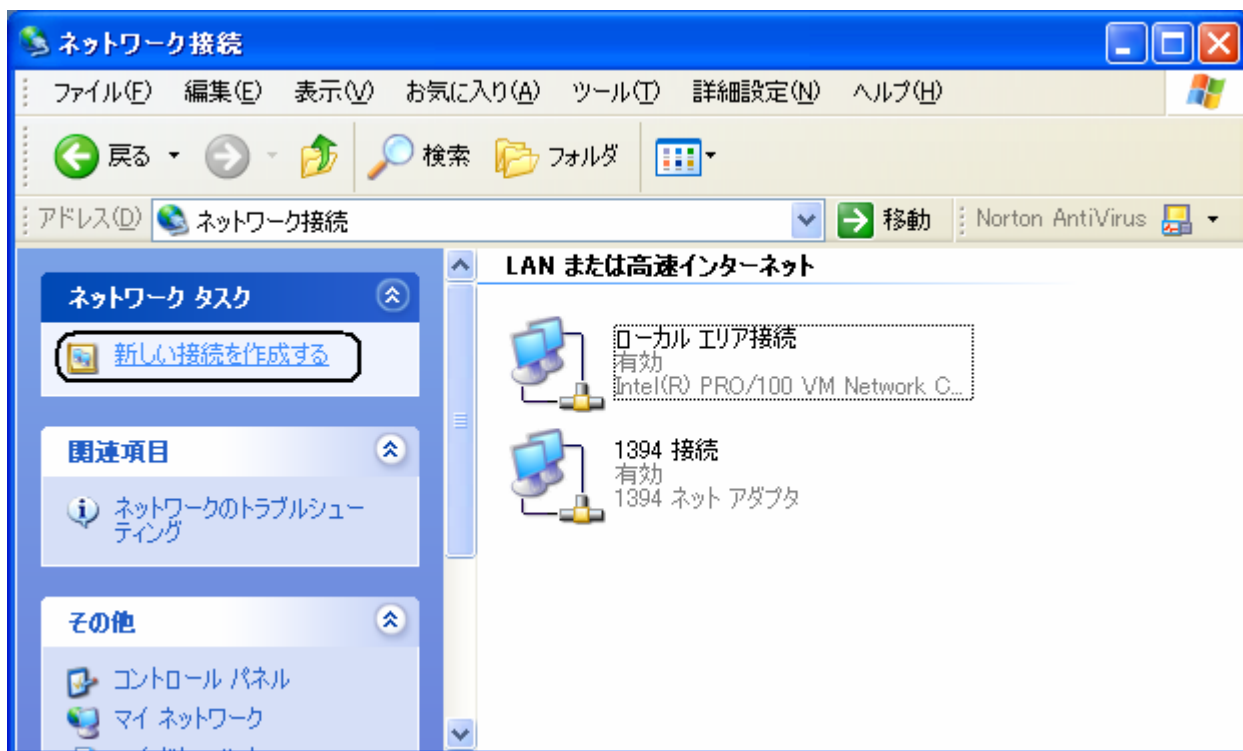 ネットワーク接続
ファイル(F) 編集(E) 表示(V) お気に入り(A) ツール(T) 詳細設定(N) ヘルプ(H)
戻る 検索 フォルダ
アドレス(D) ネットワーク接続 移動 Norton AntiVirus
ネットワーク タスク
新しい接続を作成する
関連項目
ネットワークのトラブルシュー
ティング
その他
コントロール パネル
マイ ネットワーク
LAN または高速インターネット
ローカル エリア接続
有効
Intel(R) PRO/100 VM Network C...
1394 接続
有効
1394 ネット アダプタ